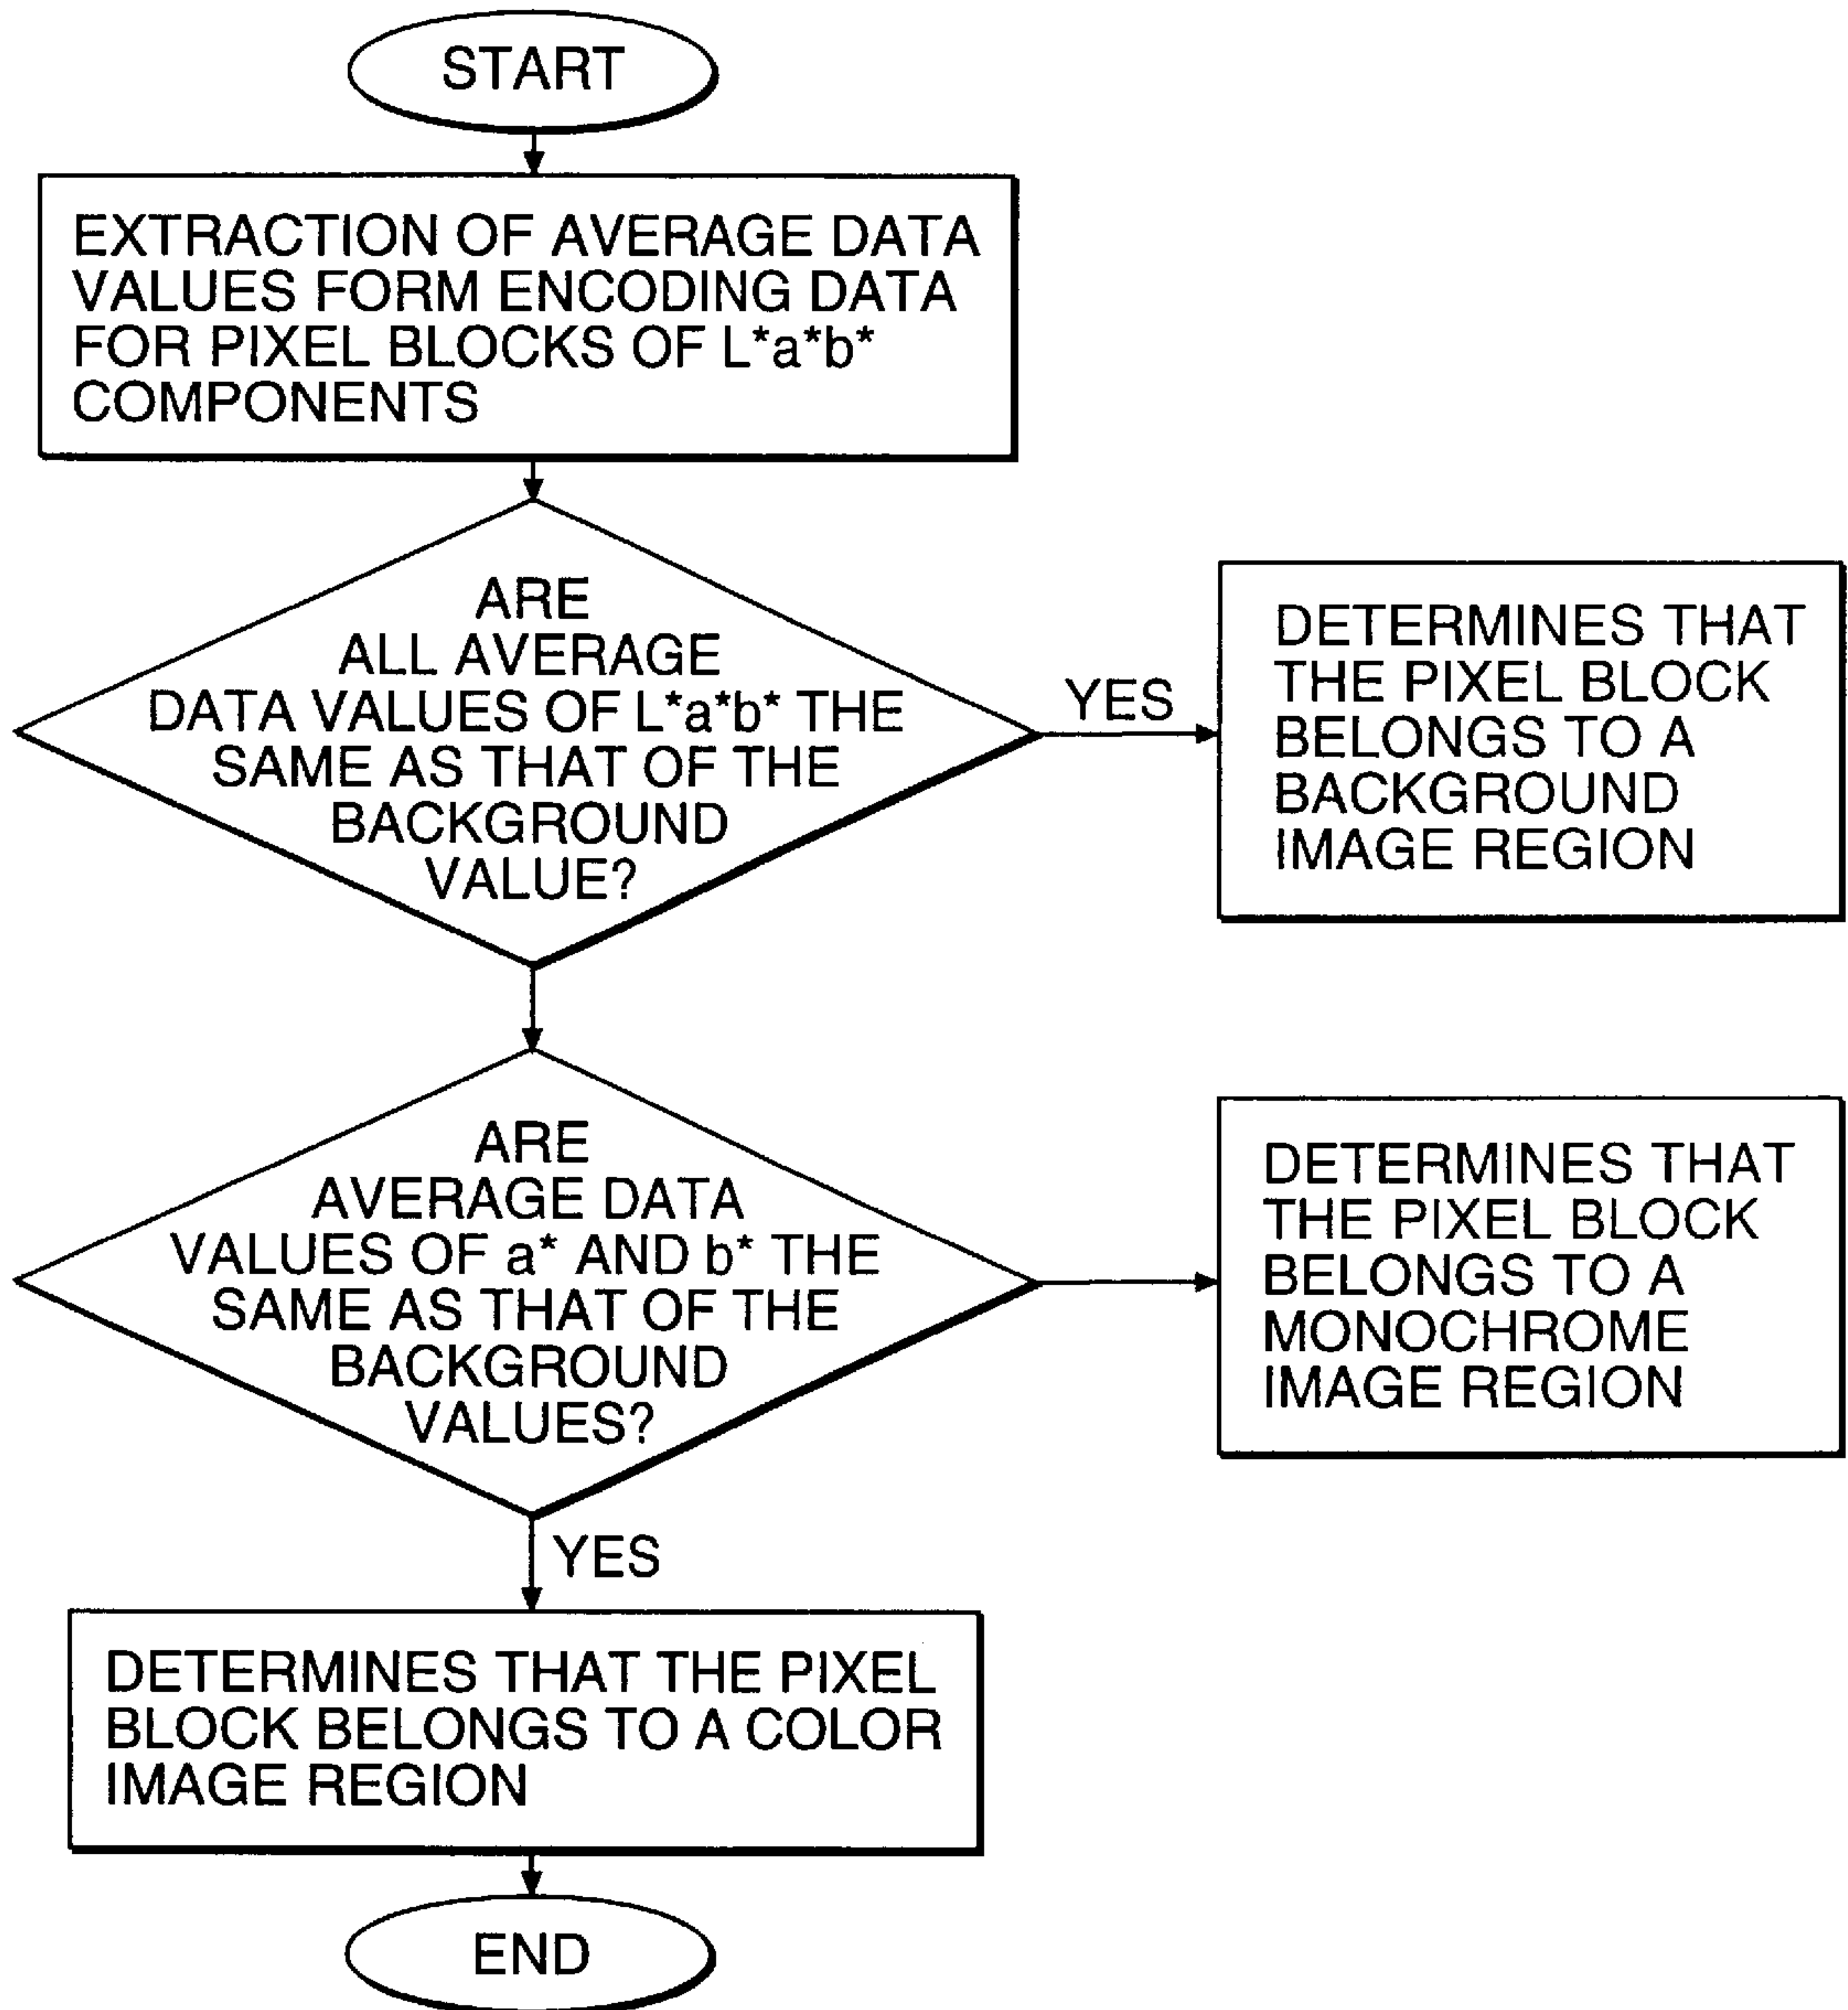 START
EXTRACTION OF AVERAGE DATA
VALUES FORM ENCODING DATA
FOR PIXEL BLOCKS OF L*a*b*
COMPONENTS
ARE
ALL AVERAGE
DATA VALUES OF L*a*b* THE
SAME AS THAT OF THE
BACKGROUND
VALUE?
YES
DETERMINES THAT
THE PIXEL BLOCK
BELONGS TO A
BACKGROUND
IMAGE REGION
ARE
AVERAGE DATA
VALUES OF a* AND b* THE
SAME AS THAT OF THE
BACKGROUND
VALUES?
DETERMINES THAT
THE PIXEL BLOCK
BELONGS TO A
MONOCHROME
IMAGE REGION
YES
DETERMINES THAT THE PIXEL
BLOCK BELONGS TO A COLOR
IMAGE REGION
END